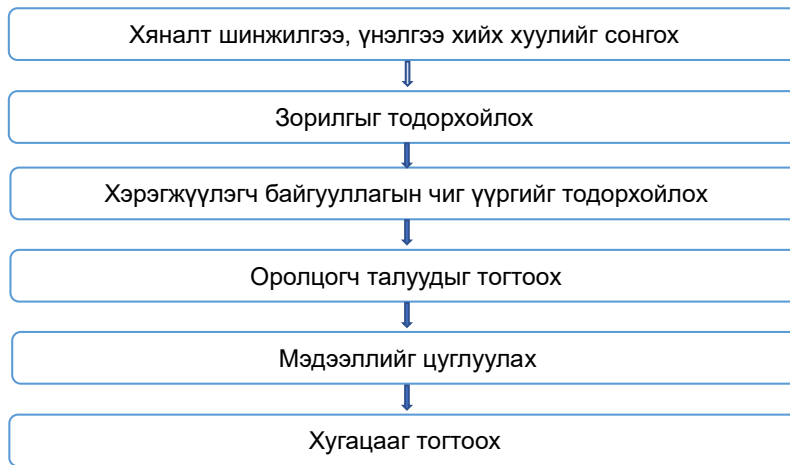 Хяналт шинжилгээ, үнэлгээ хийх хуулийг сонгох
Зорилгыг тодорхойлох
Хэрэгжүүлэгч байгууллагын чиг үүргийг тодорхойлох
Оролцогч талуудыг тогтоох
Мэдээллийг цуглуулах
Хугацааг тогтоох